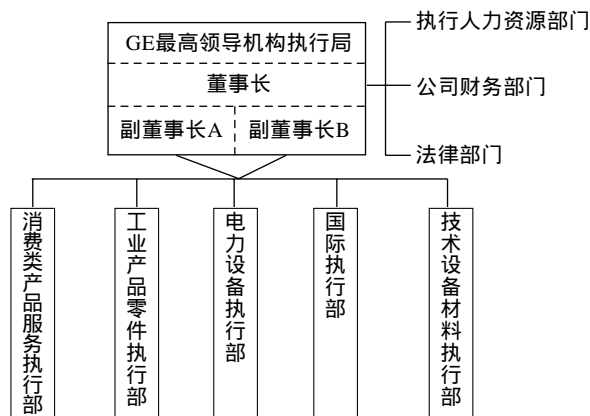 GE最高领导机构执行局
董事长
副董事长A
副董事长B
执行人力资源部门
公司财务部门
法律部门
消费类产品服务执行部
工业产品零件执行部
电力设备执行部
国际执行部
技术设备材料执行部